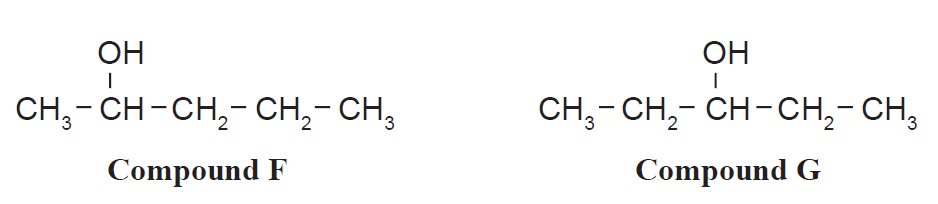 OH OH
CH₃–CH–CH₂–CH₂–CH₃ CH₃–CH₂–CH–CH₂–CH₃
Compound F Compound G